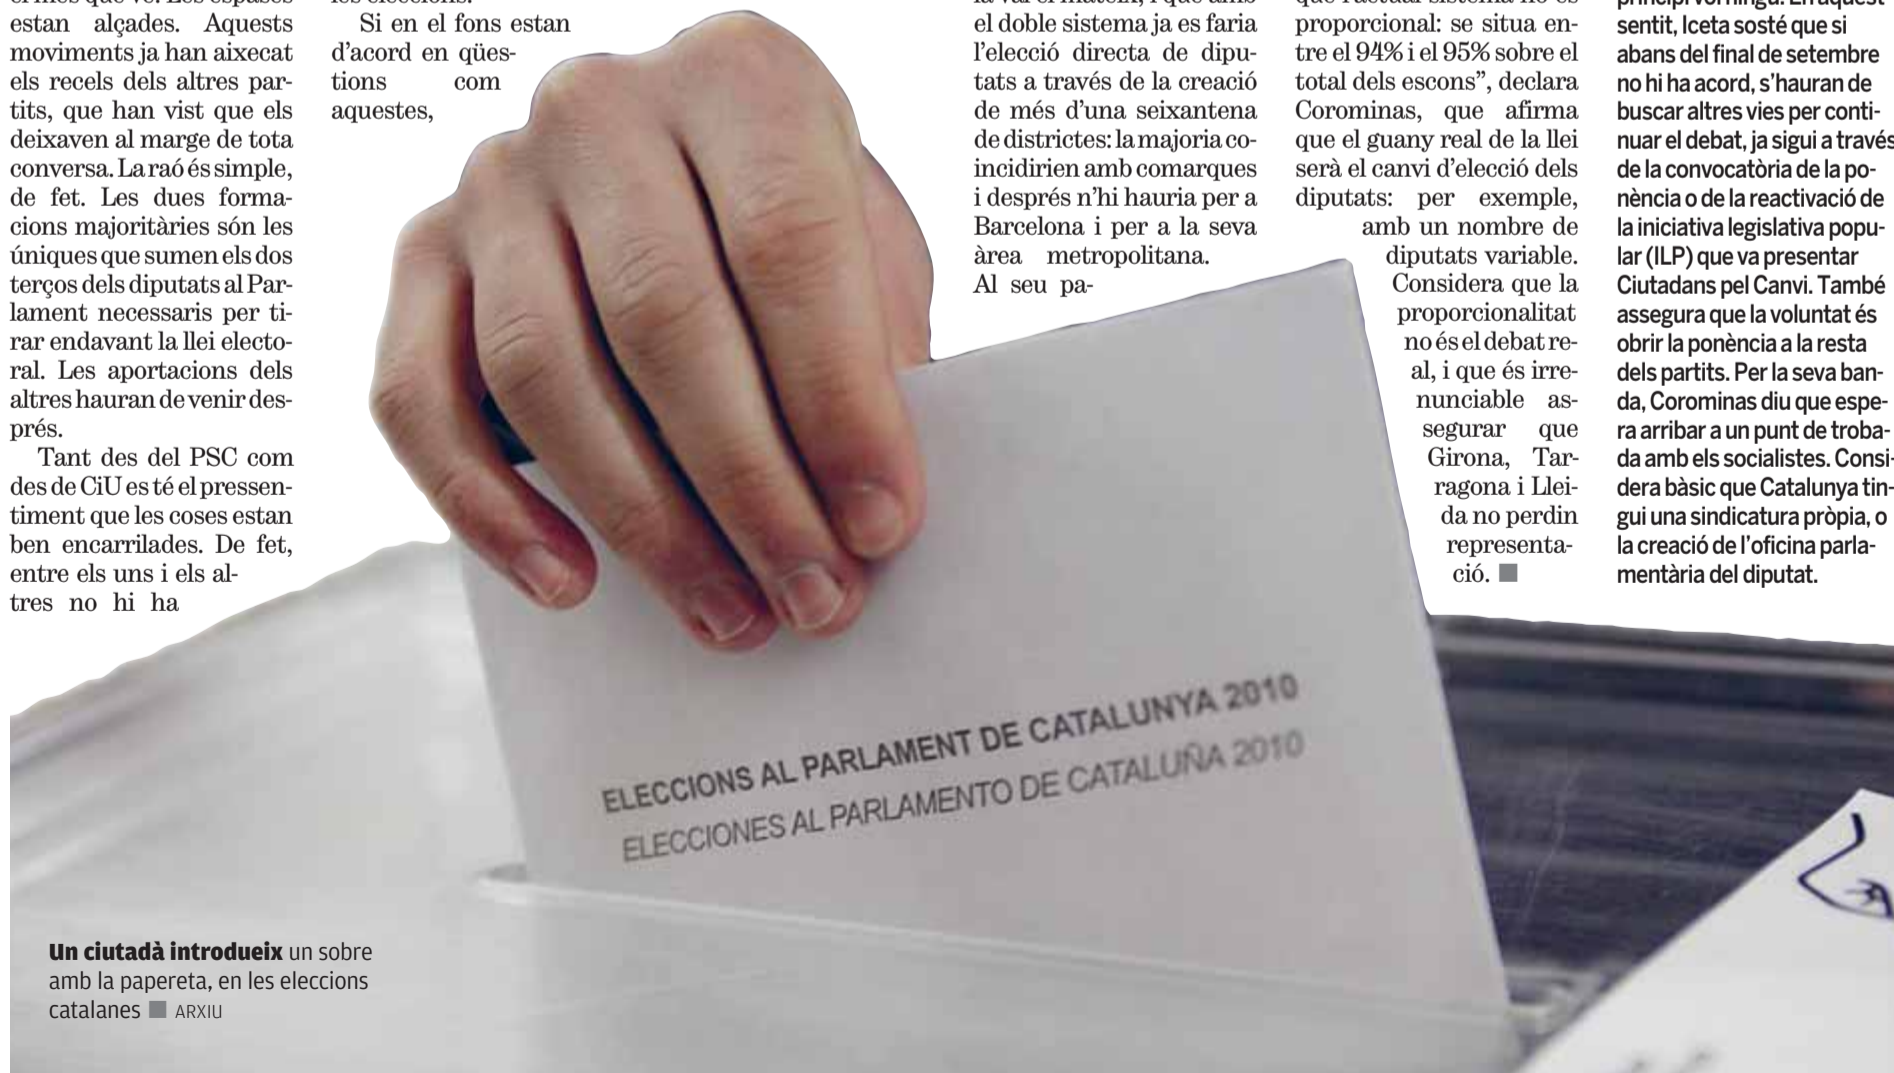 estan alçades. Aquests
moviments ja han aixecat
els recels dels altres par-
tits, que han vist que els
deixaven al marge de tota
conversa. La raó és simple,
de fet. Les dues forma-
cions majoritàries són les
úniques que sumen els dos
terços dels diputats al Par-
lament necessaris per ti-
rar endavant la llei electo-
ral. Les aportacions dels
altres hauran de venir des-
prés.
Tant des del PSC com
des de CiU es té el pressen-
timent que les coses estan
ben encarrilades. De fet,
entre els uns i els al-
tres no hi ha
les eleccions.
Si en el fons estan
d’acord en qües-
tions com
aquestes,
el doble sistema ja es faria
l’elecció directa de dipu-
tats a través de la creació
de més d’una seixantena
de districtes: la majoria co-
incidirien amb comarques
i després n’hi hauria per a
Barcelona i per a la seva
àrea metropolitana.
Al seu pa-
proporcional: se situa en-
tre el 94% i el 95% sobre el
total dels escons”, declara
Corominas, que afirma
que el guany real de la llei
serà el canvi d’elecció dels
diputats: per exemple,
amb un nombre de
diputats variable.
Considera que la
proporcionalitat
no és el debat re-
al, i que és irre-
nunciable as-
segurar que
Girona, Tar-
ragona i Llei-
da no perdin
representa-
ció. ■
sentit, Iceta sosté que si
abans del final de setembre
no hi ha acord, s’hauran de
buscar altres vies per conti-
nuar el debat, ja sigui a través
de la convocatòria de la po-
nència o de la reactivació de
la iniciativa legislativa popu-
lar (ILP) que va presentar
Ciutadans pel Canvi. També
assegura que la voluntat és
obrir la ponència a la resta
dels partits. Per la seva ban-
da, Corominas diu que espe-
ra arribar a un punt de troba-
da amb els socialistes. Consi-
dera bàsic que Catalunya tin-
gui una sindicatura pròpia, o
la creació de l’oficina parla-
mentària del diputat.
ELECCIONS AL PARLAMENT DE CATALUNYA 2010
ELECCIONES AL PARLAMENTO DE CATALUÑA 2010
Un ciutadà introdueix un sobre
amb la papereta, en les eleccions
catalanes ■ ARXIU